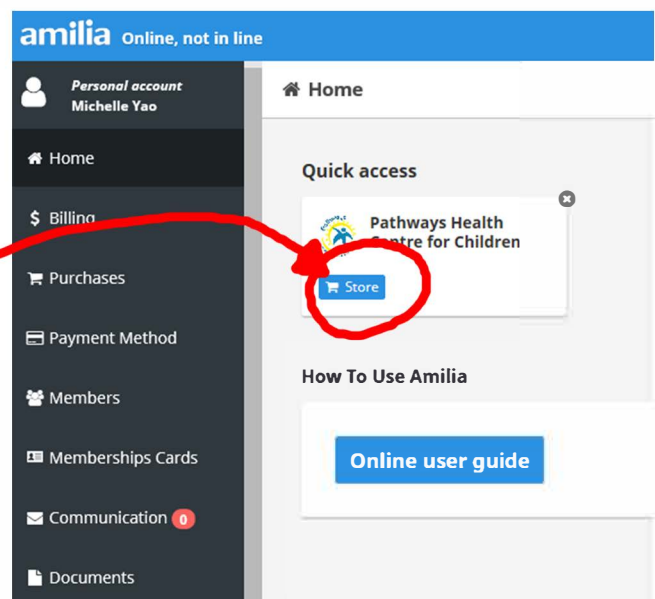 amilia Online, not in line
Personal account
Michelle Yao
Home
Home
Billing
Purchases
Payment Method
Members
Memberships Cards
Communication 0
Documents
Quick access
Pathways Health
Centre for Children
Store
How To Use Amilia
Online user guide